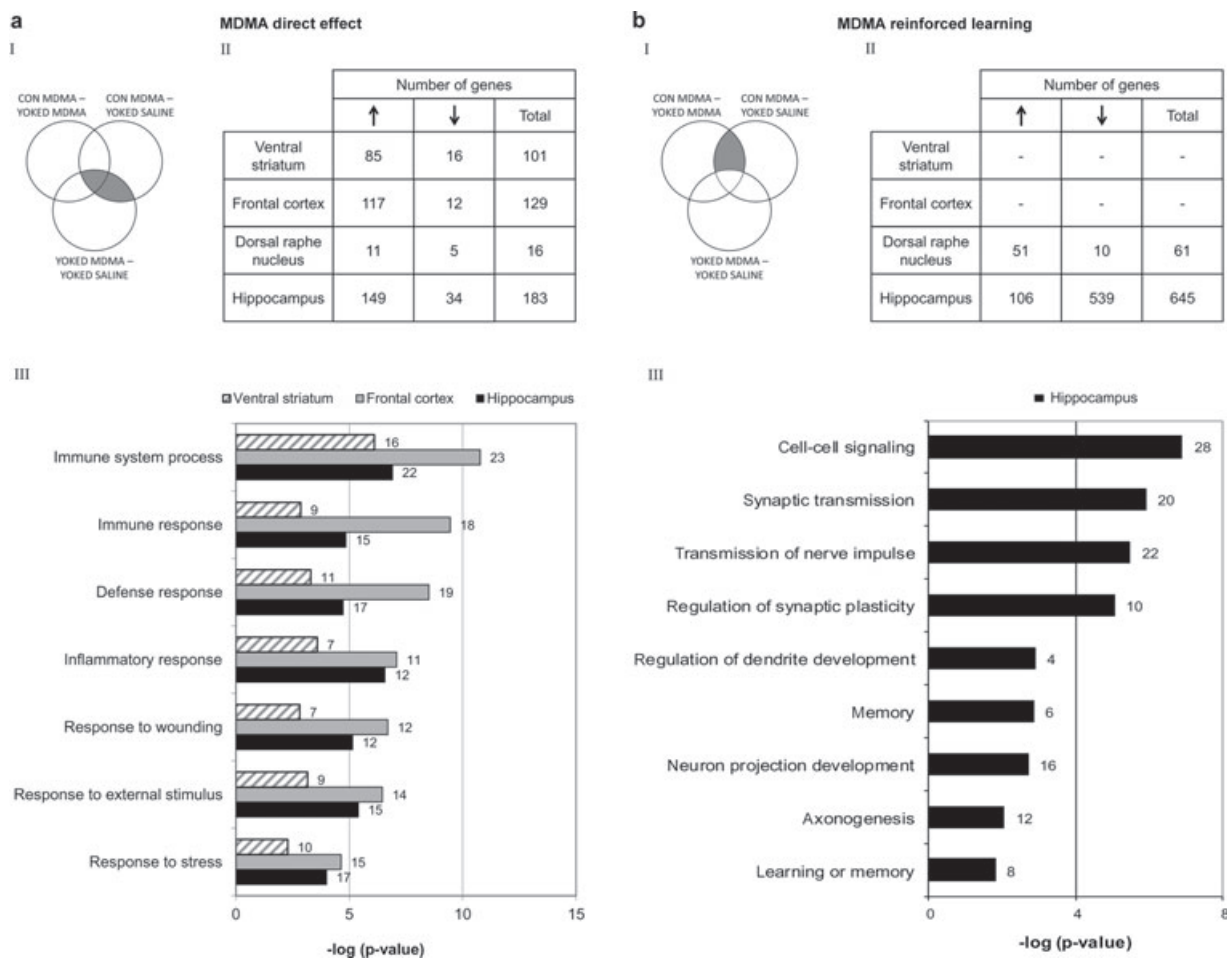 a
MDMA direct effect
I
II
CON MDMA –
YOKED MDMA
CON MDMA –
YOKED SALINE
YOKED MDMA –
YOKED SALINE
Number of genes
↑ ↓ Total
Ventral
striatum
85 16 101
Frontal cortex 117 12 129
Dorsal raphe
nucleus
11 5 16
Hippocampus 149 34 183
III
Ventral striatum Frontal cortex Hippocampus
Immune system process
16
23
22
Immune response
9
18
15
Defense response
11
19
17
Inflammatory response
7
11
12
Response to wounding
7
12
12
Response to external stimulus
9
14
15
Response to stress
10
15
17
0 5 10 15
-log (p-value)
b
MDMA reinforced learning
I
II
CON MDMA –
YOKED MDMA
CON MDMA –
YOKED SALINE
YOKED MDMA –
YOKED SALINE
Number of genes
↑ ↓ Total
Ventral
striatum
- - -
Frontal cortex - - -
Dorsal raphe
nucleus
51 10 61
Hippocampus 106 539 645
III
Hippocampus
Cell-cell signaling 28
Synaptic transmission 20
Transmission of nerve impulse 22
Regulation of synaptic plasticity 10
Regulation of dendrite development 4
Memory 6
Neuron projection development 16
Axonogenesis 12
Learning or memory 8
0 4 8
-log (p-value)